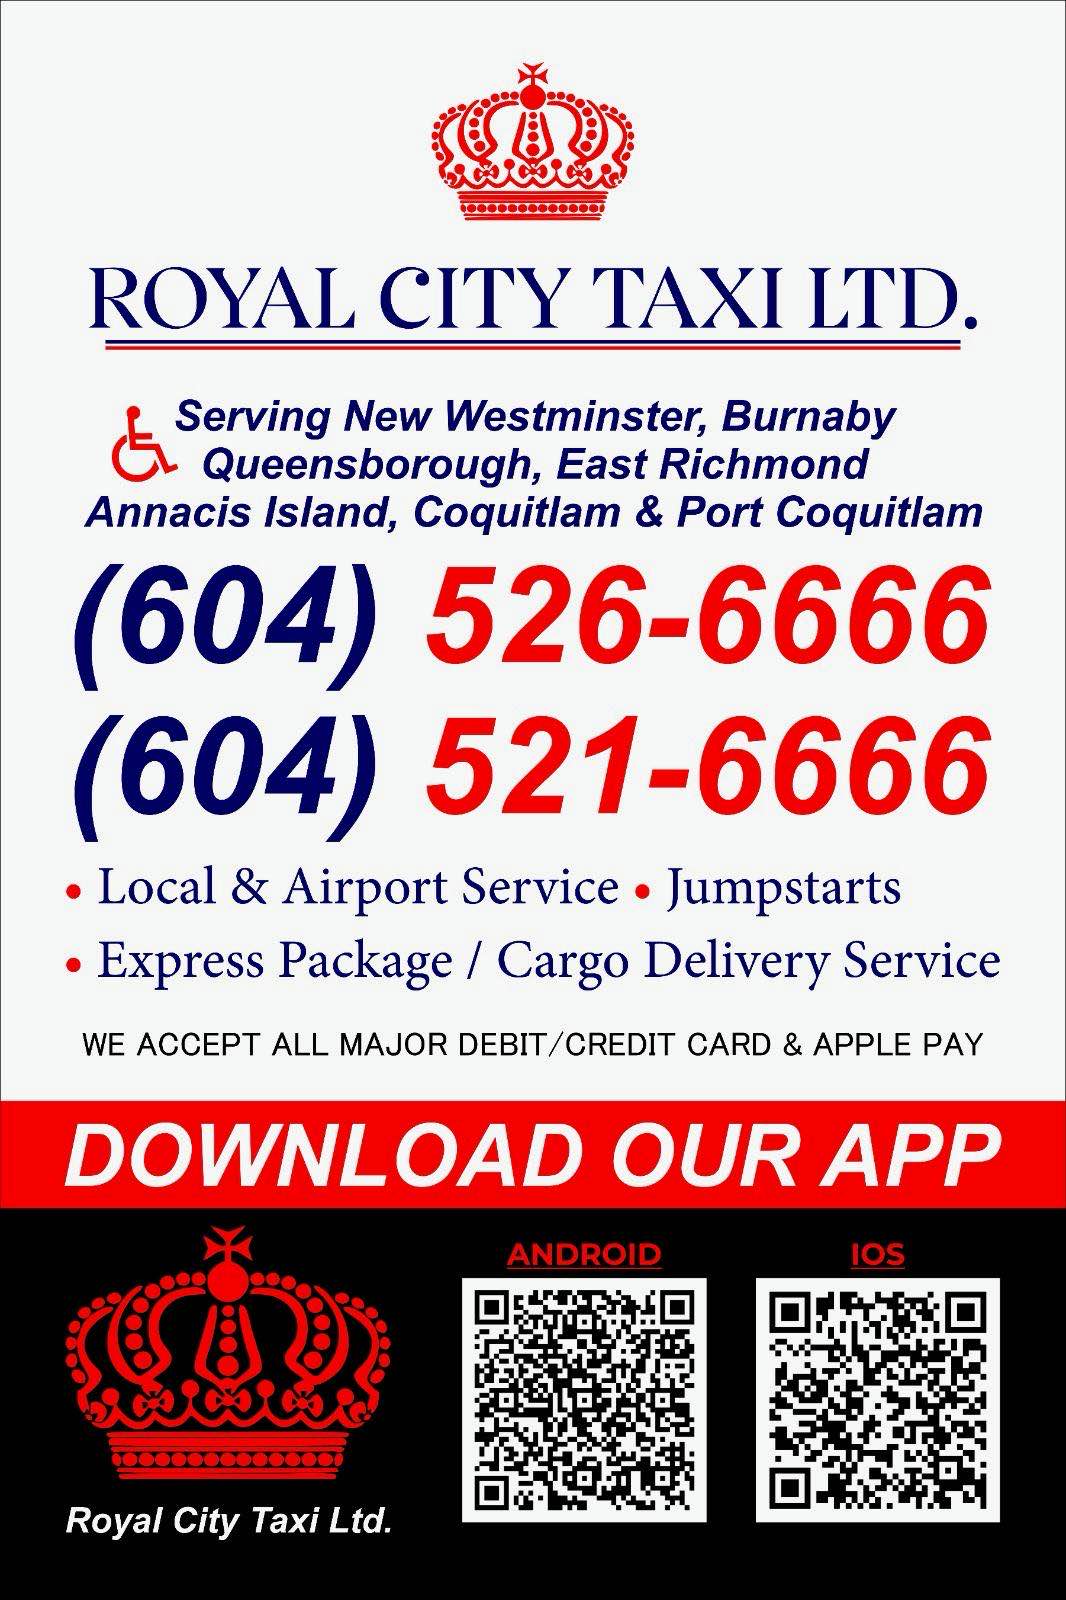 ROYAL CITY TAXI LTD.
Serving New Westminster, Burnaby
Queensborough, East Richmond
Annacis Island, Coquitlam & Port Coquitlam
(604) 526-6666
(604) 521-6666
• Local & Airport Service • Jumpstarts
• Express Package / Cargo Delivery Service
WE ACCEPT ALL MAJOR DEBIT/CREDIT CARD & APPLE PAY
DOWNLOAD OUR APP
ANDROID
IOS
Royal City Taxi Ltd.